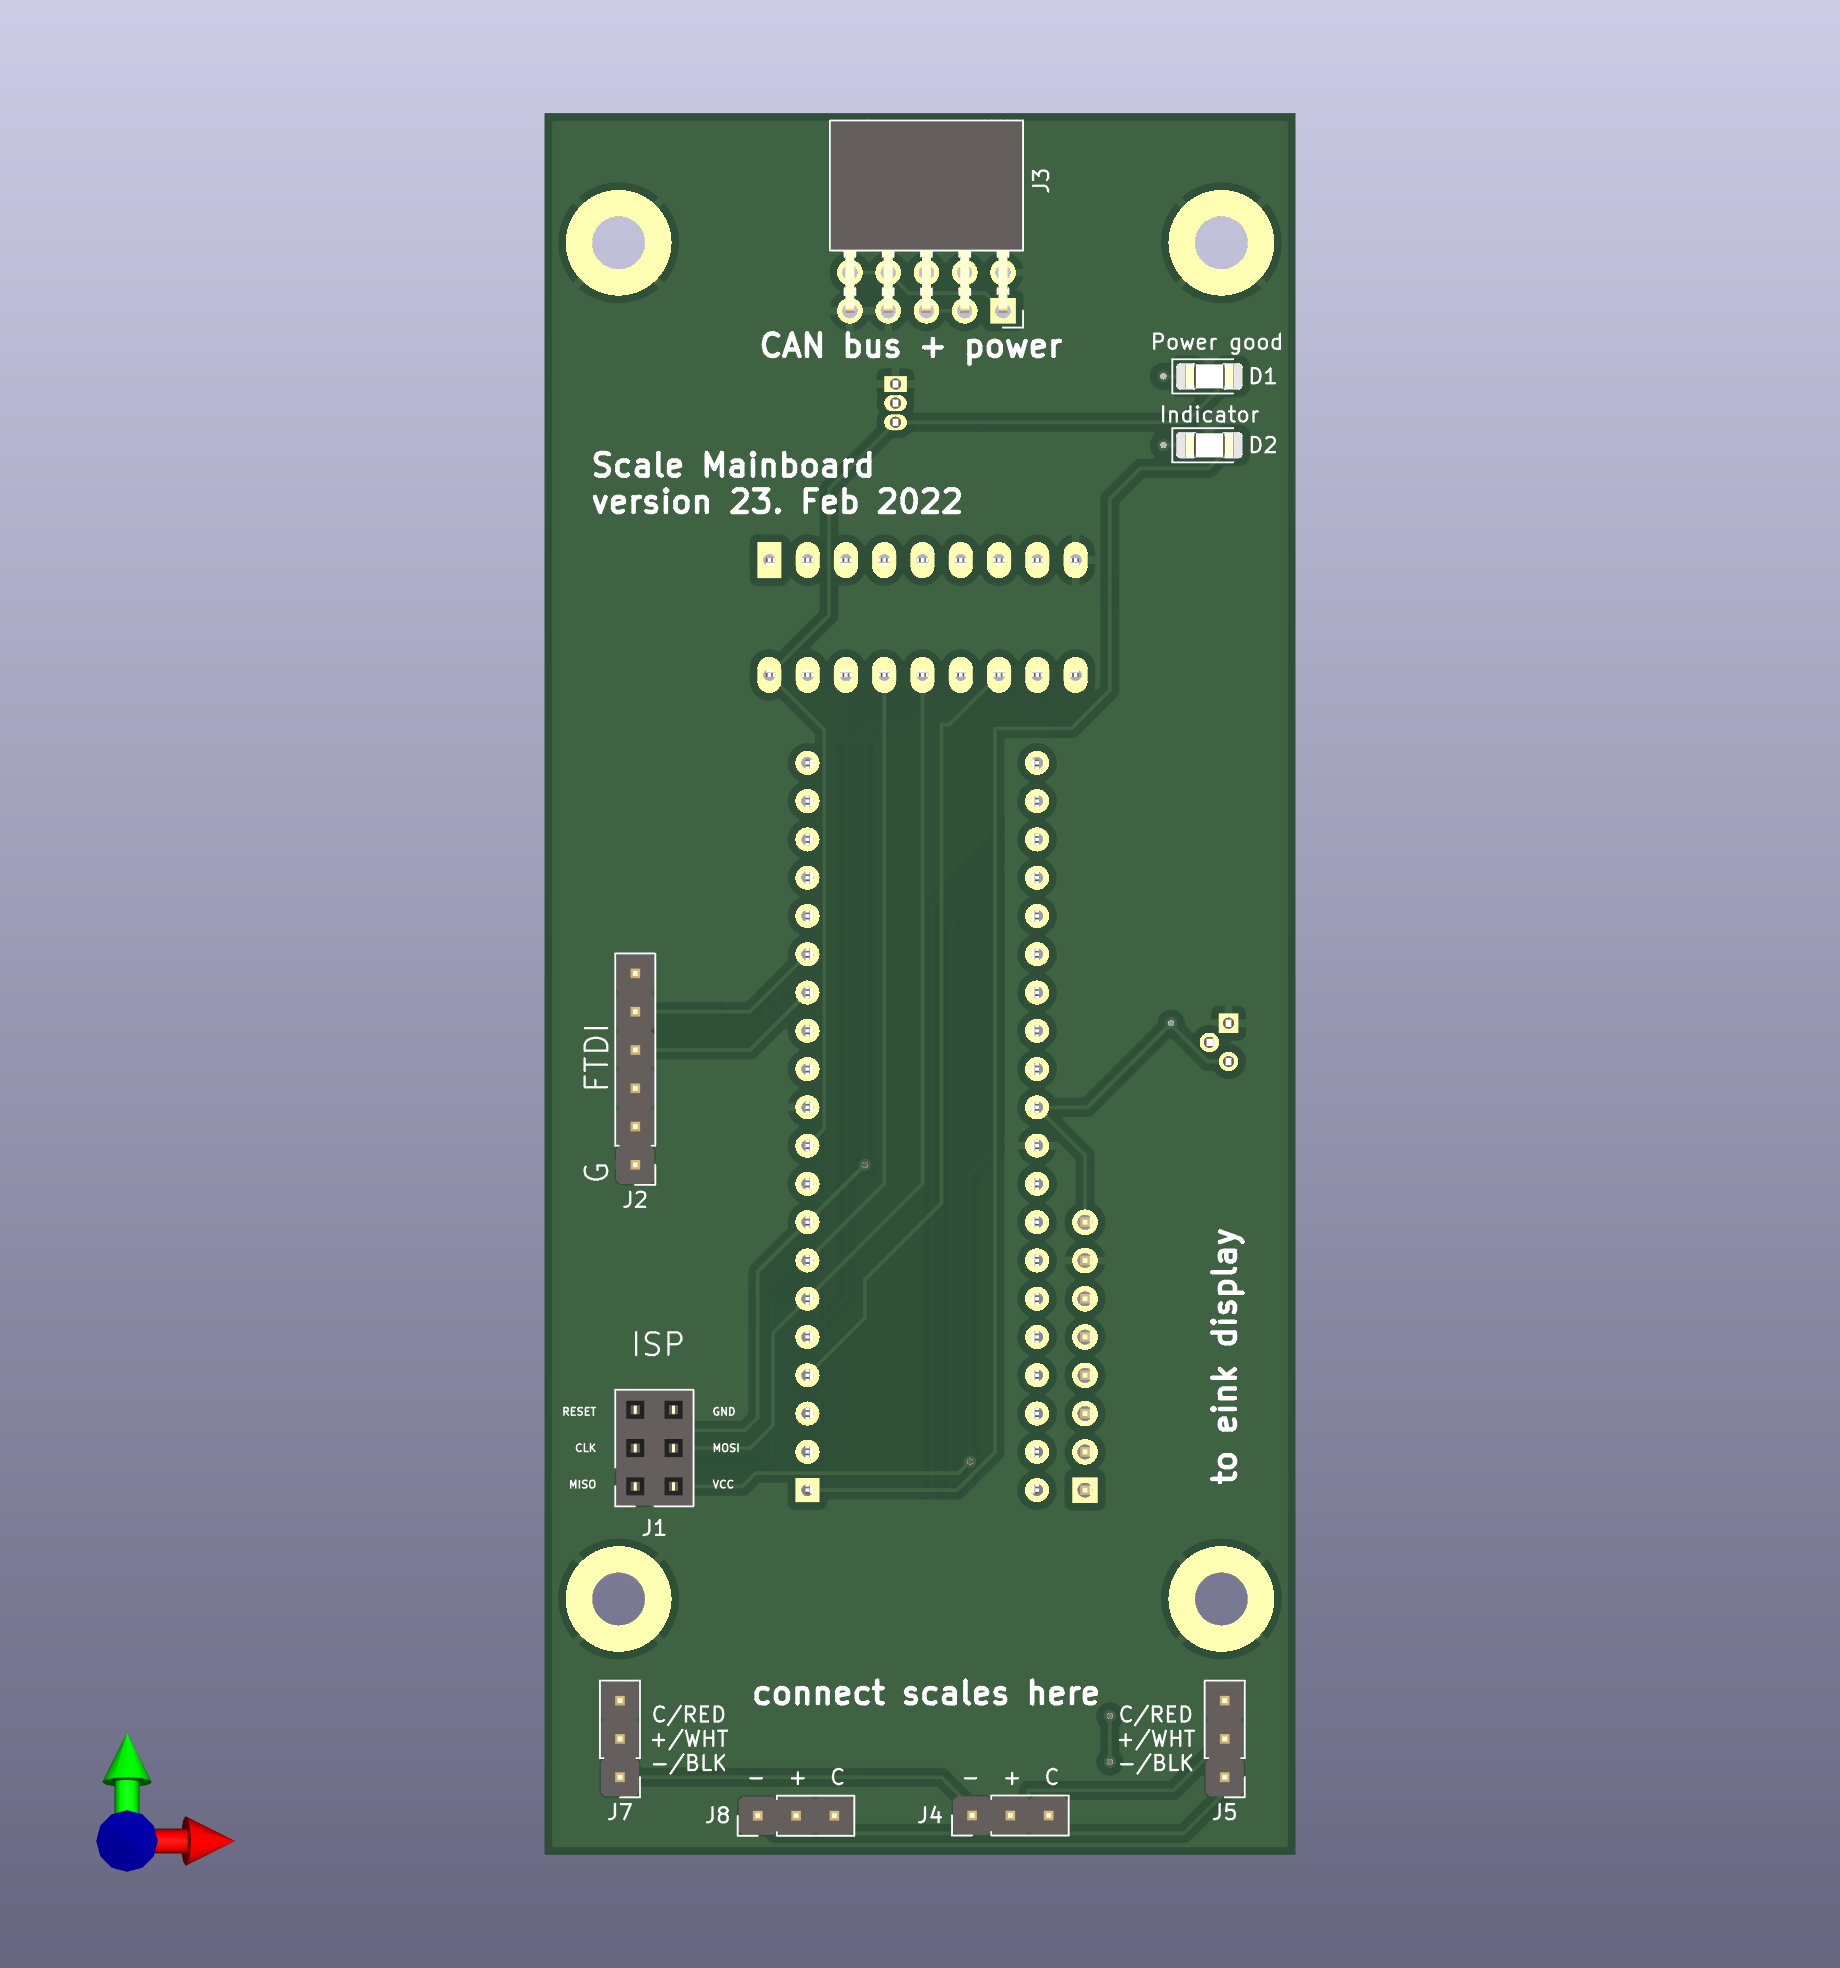 J3
CAN bus + power
Power good
D1
Indicator
D2
Scale Mainboard
version 23. Feb 2022
FTDI
G
J2
to eink display
ISP
RESET
GND
CLK
MOSI
MISO
VCC
J1
connect scales here
C/RED
+/WHT
-/BLK
C/RED
+/WHT
-/BLK
- + C
- + C
J7
J8
J4
J5